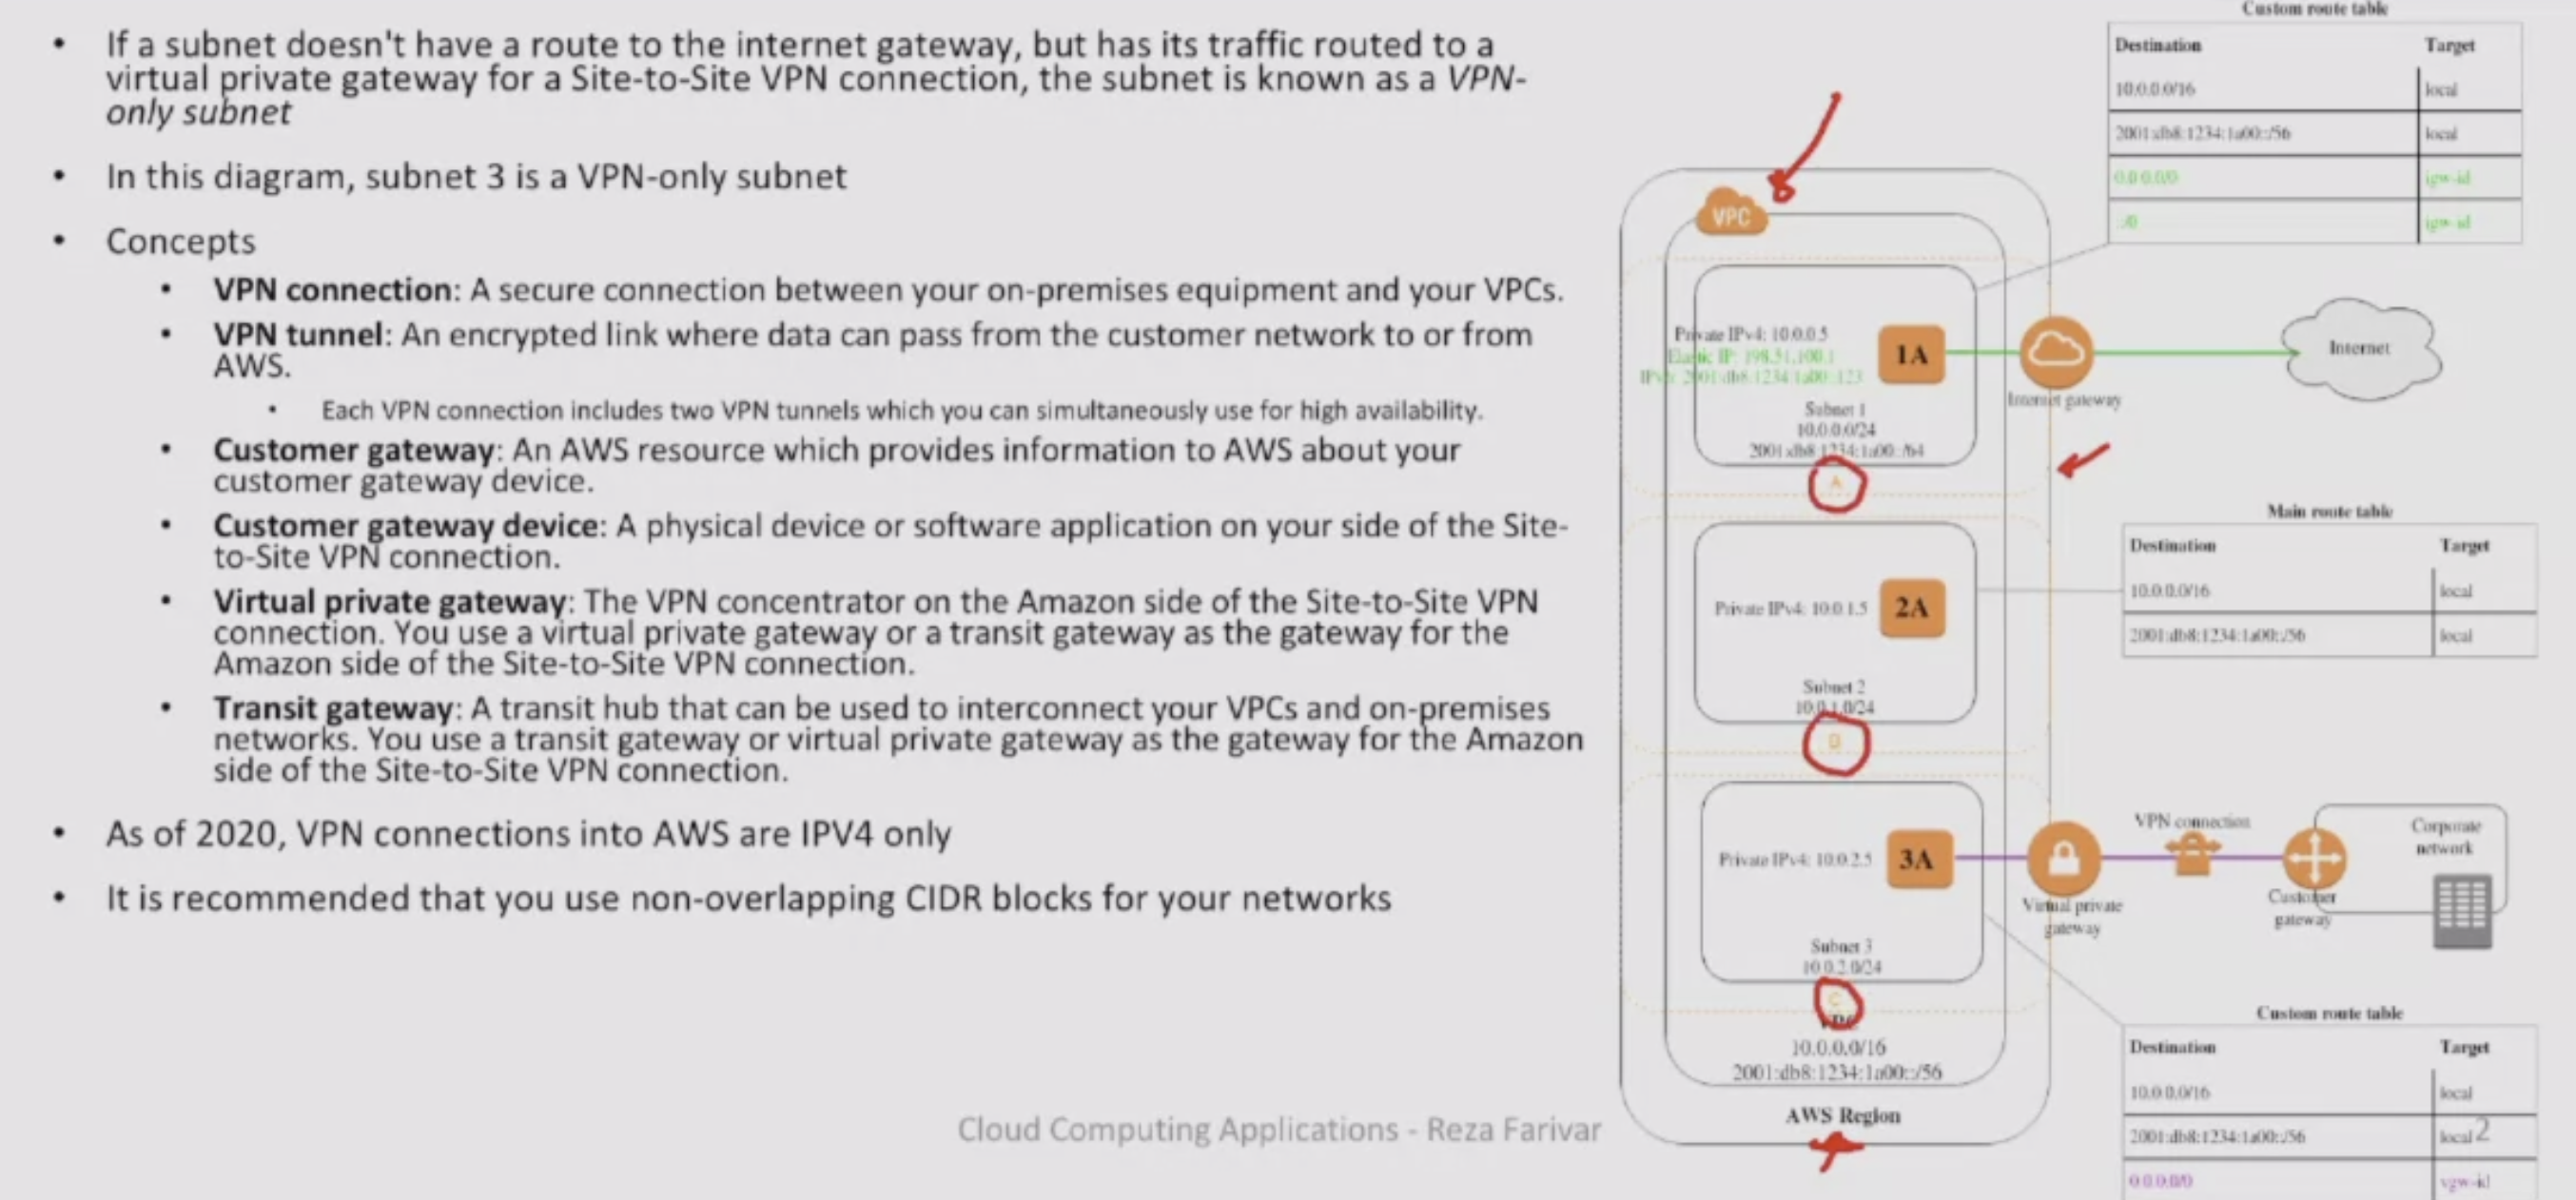 • If a subnet doesn't have a route to the internet gateway, but has its traffic routed to a
virtual private gateway for a Site-to-Site VPN connection, the subnet is known as a VPN-
only subnet
• In this diagram, subnet 3 is a VPN-only subnet
• Concepts
• VPN connection: A secure connection between your on-premises equipment and your VPCs.
• VPN tunnel: An encrypted link where data can pass from the customer network to or from
AWS.
• Each VPN connection includes two VPN tunnels which you can simultaneously use for high availability.
• Customer gateway: An AWS resource which provides information to AWS about your
customer gateway device.
• Customer gateway device: A physical device or software application on your side of the Site-
to-Site VPN connection.
• Virtual private gateway: The VPN concentrator on the Amazon side of the Site-to-Site VPN
connection. You use a virtual private gateway or a transit gateway as the gateway for the
Amazon side of the Site-to-Site VPN connection.
• Transit gateway: A transit hub that can be used to interconnect your VPCs and on-premises
networks. You use a transit gateway or virtual private gateway as the gateway for the Amazon
side of the Site-to-Site VPN connection.
• As of 2020, VPN connections into AWS are IPV4 only
• It is recommended that you use non-overlapping CIDR blocks for your networks
Cloud Computing Applications - Reza Farivar
2
Custom route table
Destination Target
10.0.0.0/16 local
2001:db8:1234:1a00::/56 local
0.0.0.0/0 igw-id
::/0 igw-id
VPC
Private IPv4: 10.0.0.5
Elastic IP: 198.51.100.1
IPv6: 2001:db8:1234:1a00::123
1A
Subnet 1
10.0.0.0/24
2001:db8:1234:1a00::/64
A
Internet gateway
Internet
Main route table
Destination Target
10.0.0.0/16 local
2001:db8:1234:1a00::/56 local
Private IPv4: 10.0.1.5
2A
Subnet 2
10.0.1.0/24
B
Private IPv4: 10.0.2.5
3A
Subnet 3
10.0.2.0/24
C
Virtual private
gateway
VPN connection
Customer
gateway
Corporate
network
VPC
10.0.0.0/16
2001:db8:1234:1a00::/56
AWS Region
Custom route table
Destination Target
10.0.0.0/16 local
2001:db8:1234:1a00::/56 local
0.0.0.0/0 vgw-id